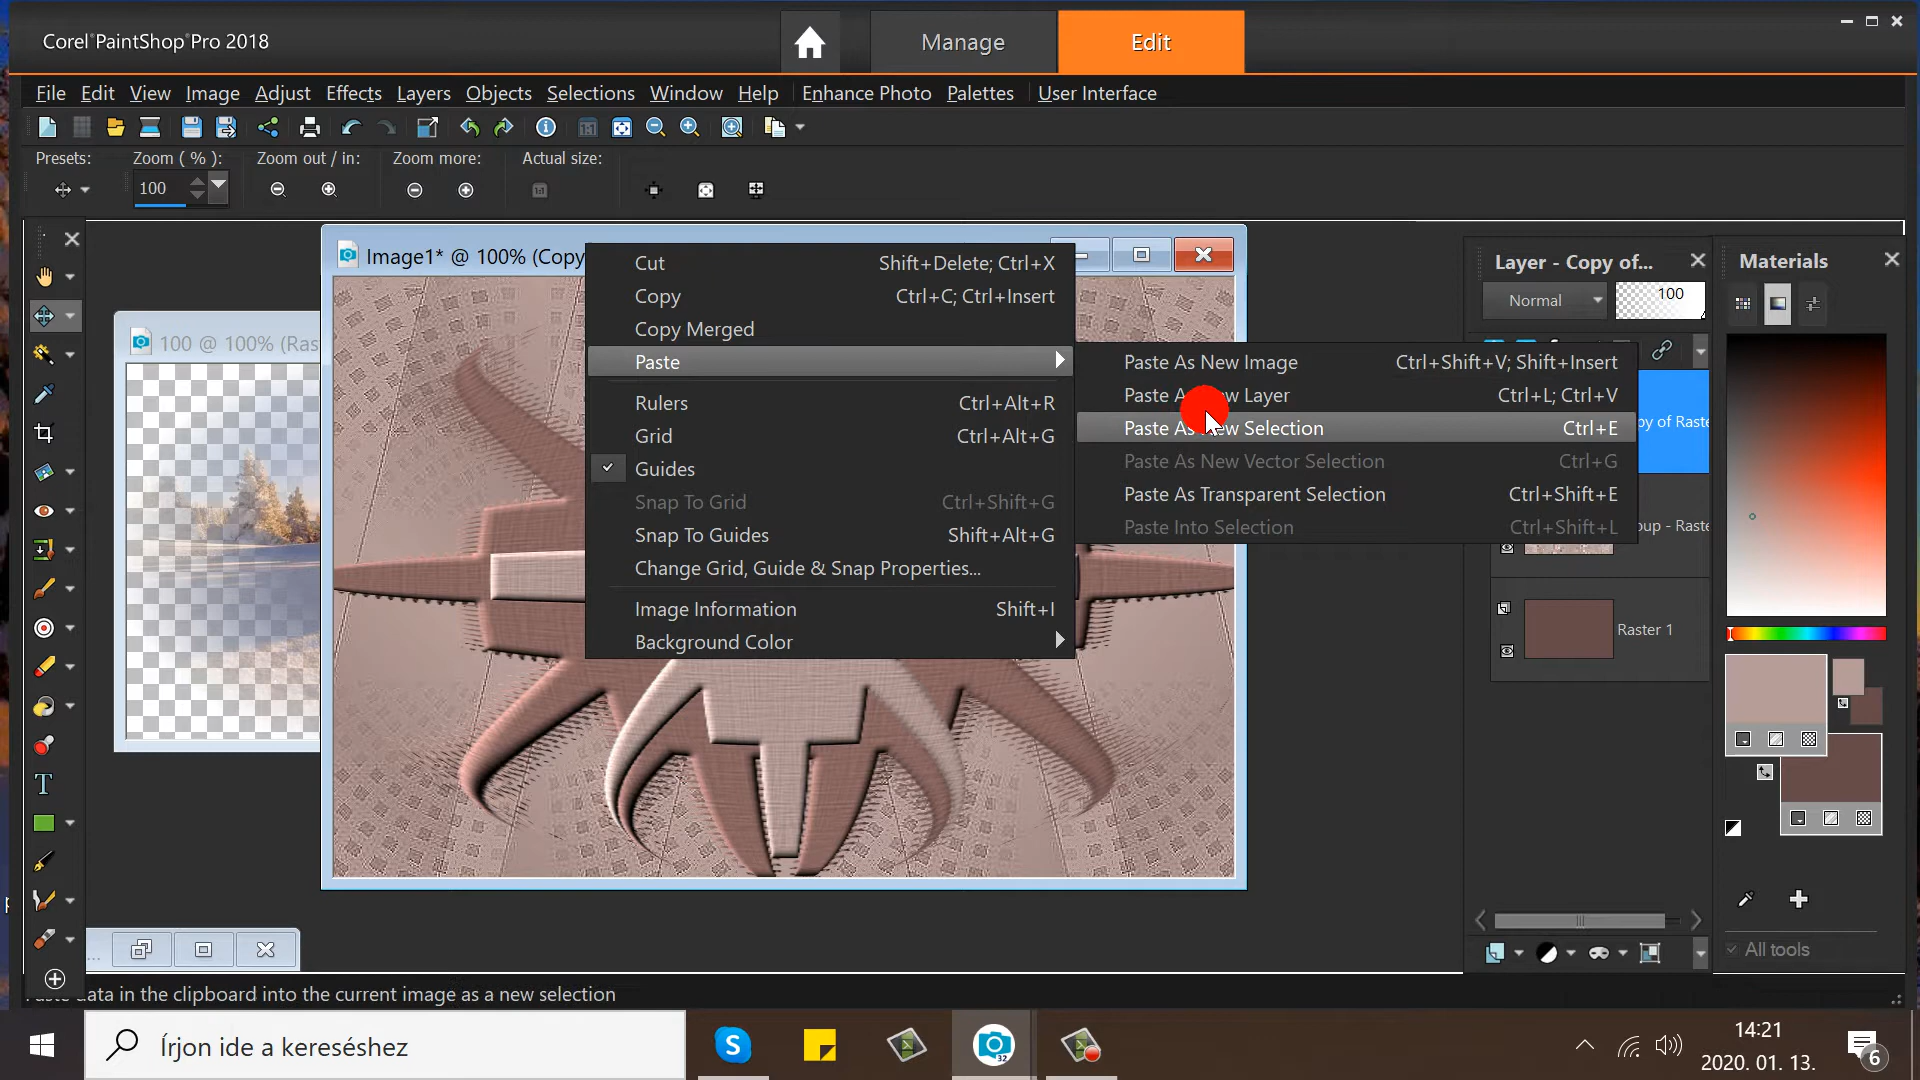 Corel PaintShop Pro 2018
Manage
Edit
File Edit View Image Adjust Effects Layers Objects Selections Window Help Enhance Photo Palettes User Interface
Presets: Zoom ( % ): Zoom out / in: Zoom more: Actual size:
100
Image1* @ 100% (Copy
100 @ 100% (Ras
Cut Shift+Delete; Ctrl+X
Copy Ctrl+C; Ctrl+Insert
Copy Merged
Paste
Rulers Ctrl+Alt+R
Grid Ctrl+Alt+G
Guides
Snap To Grid Ctrl+Shift+G
Snap To Guides Shift+Alt+G
Change Grid, Guide & Snap Properties...
Image Information Shift+I
Background Color
Paste As New Image Ctrl+Shift+V; Shift+Insert
Paste As New Layer Ctrl+L; Ctrl+V
Paste As New Selection Ctrl+E
Paste As New Vector Selection Ctrl+G
Paste As Transparent Selection Ctrl+Shift+E
Paste Into Selection Ctrl+Shift+L
Layer - Copy of...
Normal 100
py of Raste
oup - Raste
Raster 1
Materials
All tools
data in the clipboard into the current image as a new selection
Írjon ide a kereséshez
32
14:21
2020. 01. 13.
6